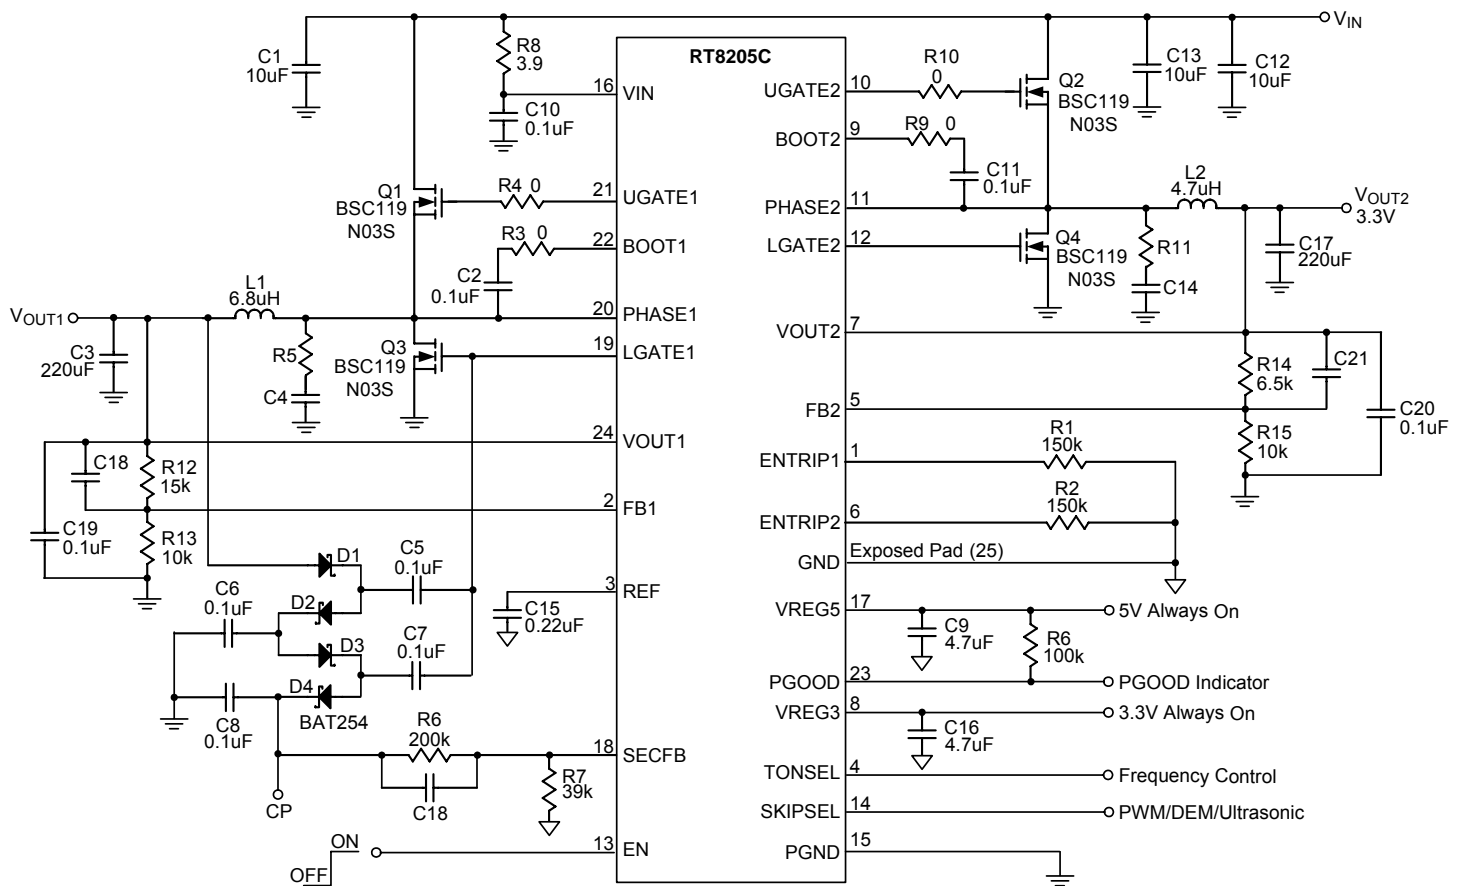 V_IN
C1
10uF
R8
3.9
C10
0.1uF
RT8205C
16 VIN
UGATE2 10
R10
0
Q2
BSC119
N03S
C13
10uF
C12
10uF
BOOT2 9
R9 0
C11
0.1uF
Q1
BSC119
N03S
R4 0
21 UGATE1
R3 0
22 BOOT1
C2
0.1uF
PHASE2 11
L2
4.7uH
V_OUT2
3.3V
LGATE2 12
Q4
BSC119
N03S
R11
C14
C17
220uF
V_OUT1
L1
6.8uH
20 PHASE1
19 LGATE1
C3
220uF
R5
C4
Q3
BSC119
N03S
VOUT2 7
R14
6.5k
C21
FB2 5
R15
10k
C20
0.1uF
24 VOUT1
C18
R12
15k
2 FB1
C19
0.1uF
R13
10k
ENTRIP1 1
R1
150k
ENTRIP2 6
R2
150k
GND Exposed Pad (25)
D1
C5
0.1uF
C6
0.1uF
D2
3 REF
C15
0.22uF
D3
C7
0.1uF
D4
BAT254
C8
0.1uF
VREG5 17
5V Always On
C9
4.7uF
R6
100k
PGOOD 23
PGOOD Indicator
VREG3 8
3.3V Always On
C16
4.7uF
R6
200k
18 SECFB
C18
R7
39k
CP
TONSEL 4
Frequency Control
SKIPSEL 14
PWM/DEM/Ultrasonic
ON
OFF
13 EN
PGND 15